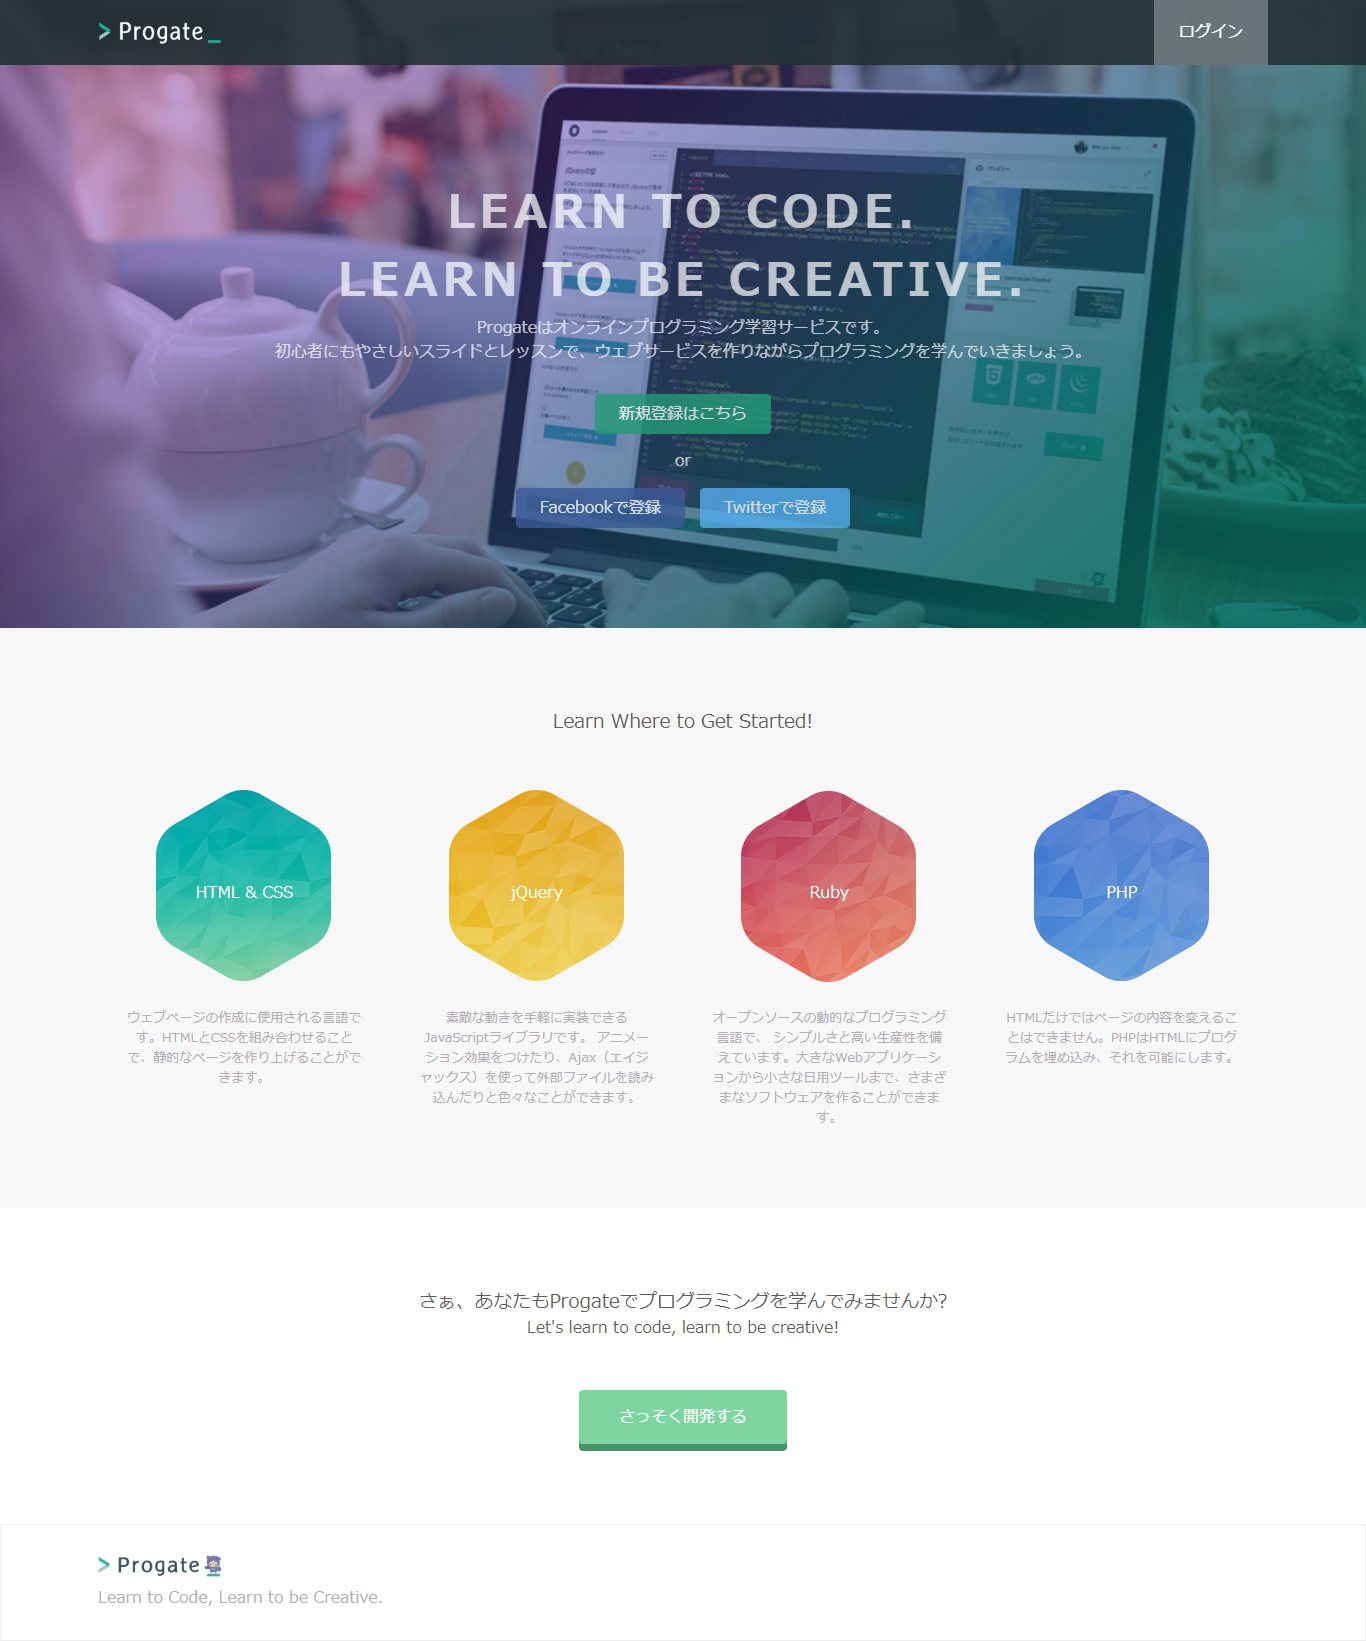 Progate
ログイン
LEARN TO CODE.
LEARN TO BE CREATIVE.
Progateはオンラインプログラミング学習サービスです。
初心者にもやさしいスライドとレッスンで、ウェブサービスを作りながらプログラミングを学んでいきましょう。
新規登録はこちら
or
Facebookで登録
Twitterで登録
Learn Where to Get Started!
HTML & CSS
jQuery
Ruby
PHP
ウェブページの作成に使用される言語で
す。HTMLとCSSを組み合わせること
で、静的なページを作り上げることがで
きます。
素敵な動きを手軽に実装できる
JavaScriptライブラリです。 アニメー
ション効果をつけたり、Ajax（エイジ
ャックス）を使って外部ファイルを読み
込んだりと色々なことができます。
オープンソースの動的なプログラミング
言語で、 シンプルさと高い生産性を備
えています。大きなWebアプリケーシ
ョンから小さな日用ツールまで、さまざ
まなソフトウェアを作ることができま
す。
HTMLだけではページの内容を変えるこ
とはできません。PHPはHTMLにプログ
ラムを埋め込み、それを可能にします。
さぁ、あなたもProgateでプログラミングを学んでみませんか?
Let's learn to code, learn to be creative!
さっそく開発する
Progate
Learn to Code, Learn to be Creative.